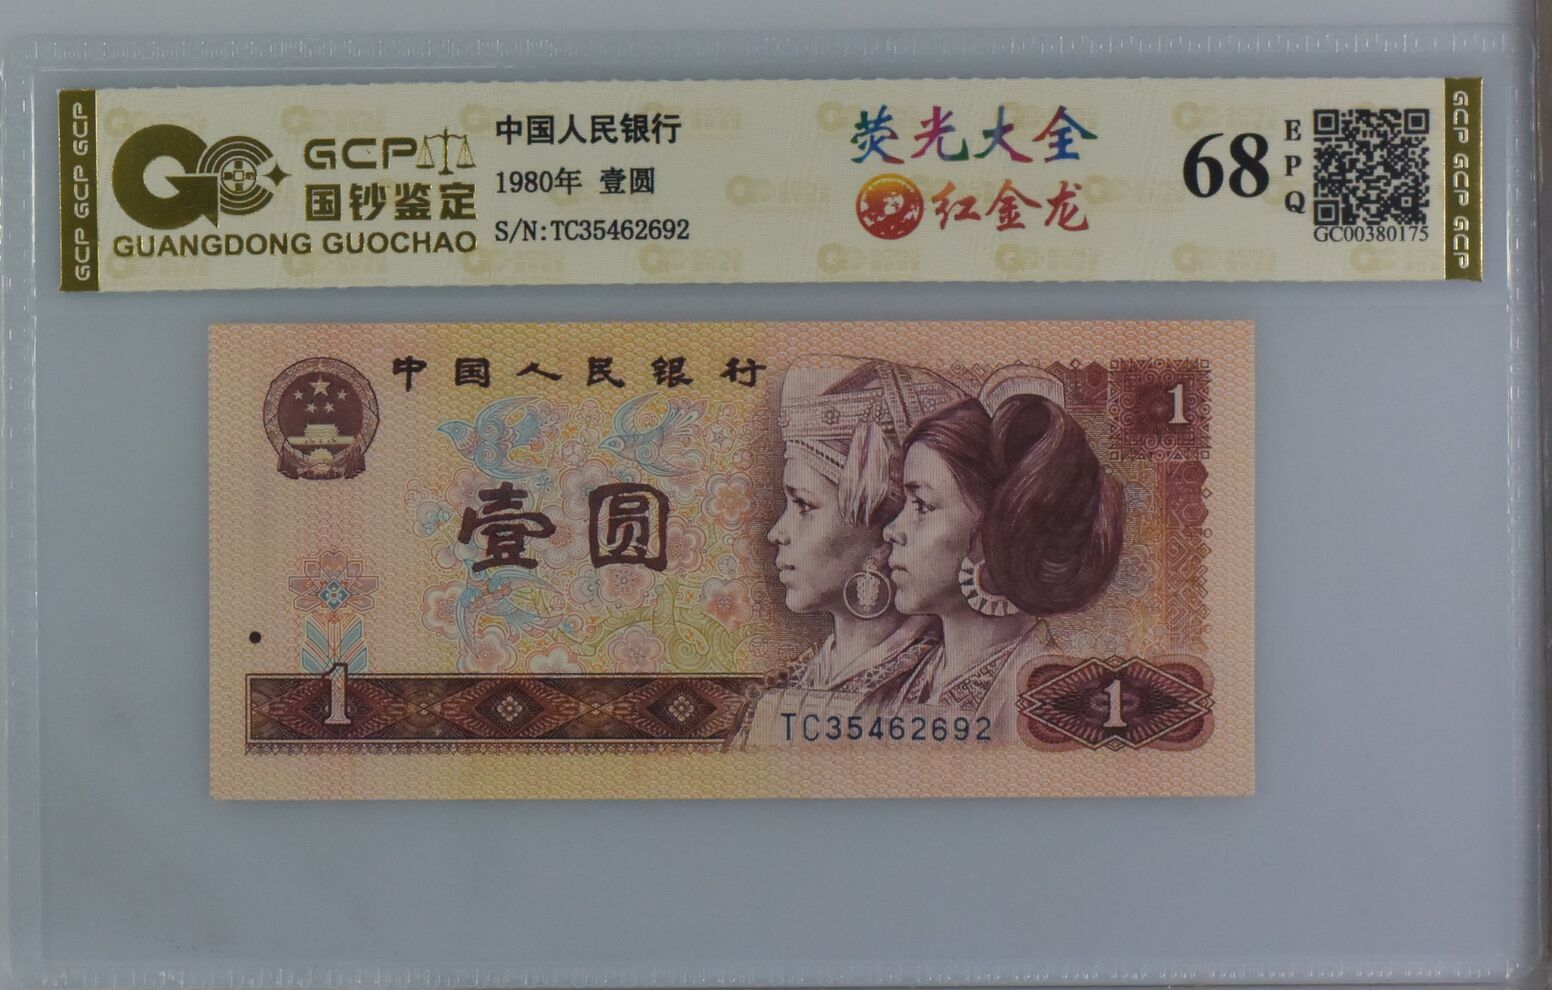 GCP GCP GCP
GCP
国钞鉴定
GUANGDONG GUOCHAO
中国人民银行
1980年 壹圆
S/N:TC35462692
荧光大全
红金龙
68
EPQ
GC00380175
GCP GCP GCP
中国人民银行
1
壹圆
1
TC35462692
1